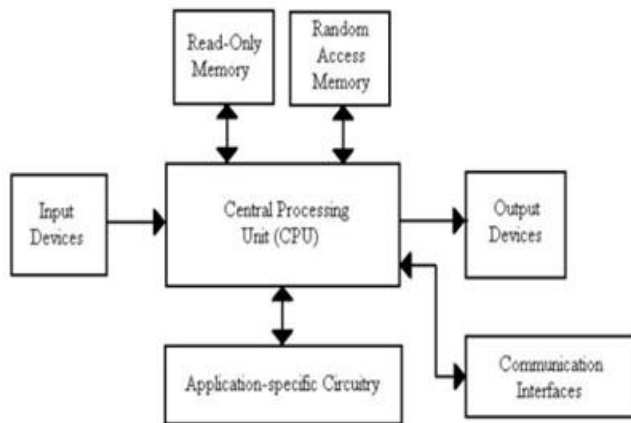 Read-Only
Memory
Random
Access
Memory
Input
Devices
Central Processing
Unit (CPU)
Output
Devices
Application-specific Circuitry
Communication
Interfaces